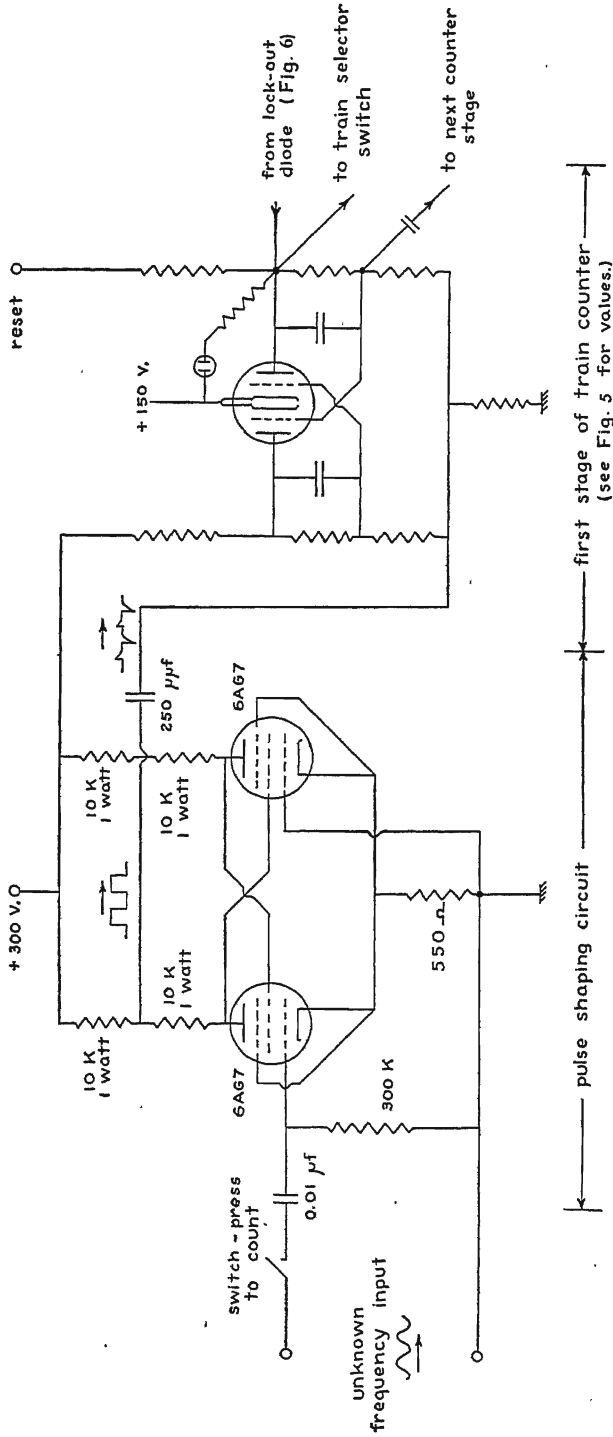 unknown
frequency input
switch - press
to count
0.01 μf
300 K
6AG7
10 K
1 watt
10 K
1 watt
+ 300 V.
550 Ω
6AG7
10 K
1 watt
10 K
1 watt
250 μμf
+ 150 V.
reset
from lock-out
diode (Fig. 6)
to train selector
switch
to next counter
stage
pulse shaping circuit
first stage of train counter
(see Fig. 5 for values.)